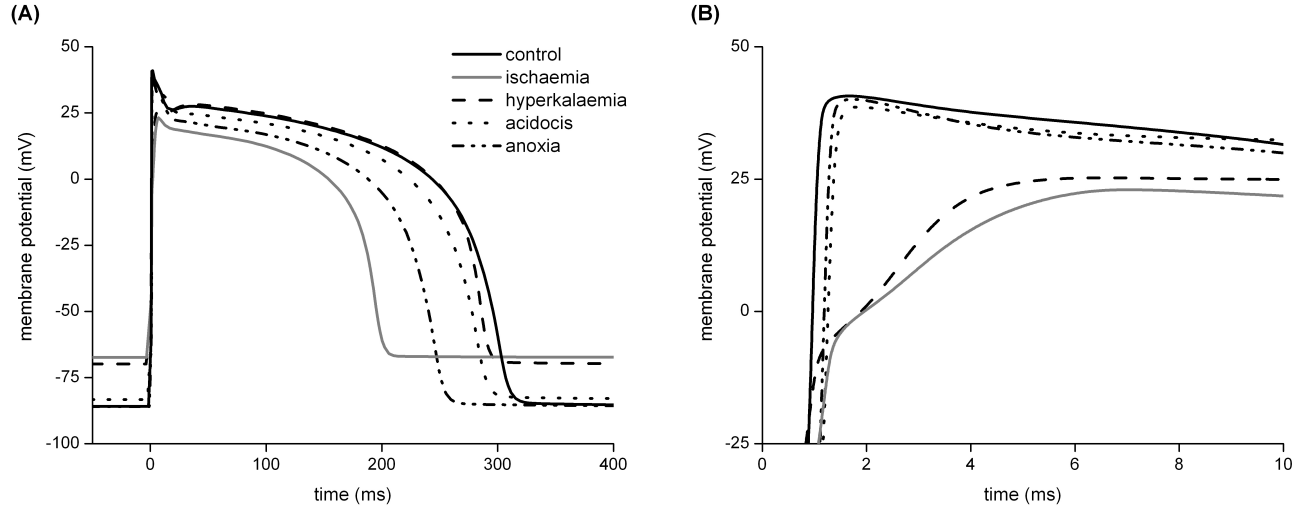 (A)
50
25
0
-25
-50
-75
-100
membrane potential (mV)
0 100 200 300 400
time (ms)
control
ischaemia
hyperkalaemia
acidocis
anoxia
(B)
50
25
0
-25
membrane potential (mV)
0 2 4 6 8 10
time (ms)